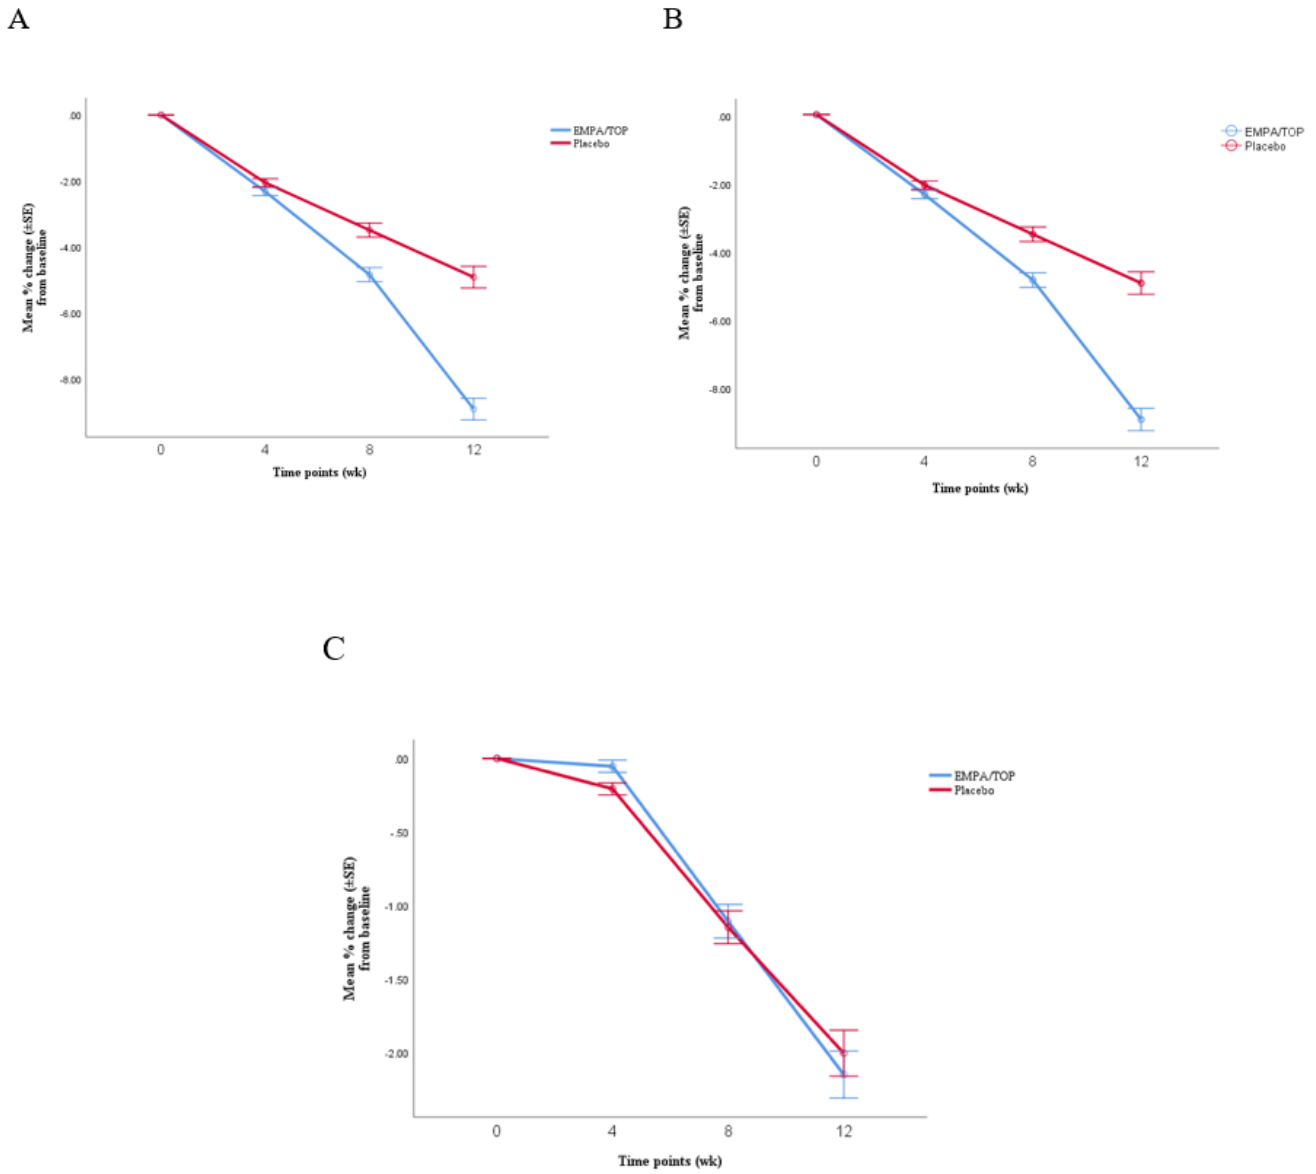 A
B
.00
-2.00
-4.00
-6.00
-8.00
Mean % change (±SE)
from baseline
0 4 8 12
Time points (wk)
EMPA/TOP
Placebo
.00
-2.00
-4.00
-6.00
-8.00
Mean % change (±SE)
from baseline
0 4 8 12
Time points (wk)
EMPA/TOP
Placebo
C
.00
-.50
-1.00
-1.50
-2.00
Mean % change (±SE)
from baseline
0 4 8 12
Time points (wk)
EMPA/TOP
Placebo